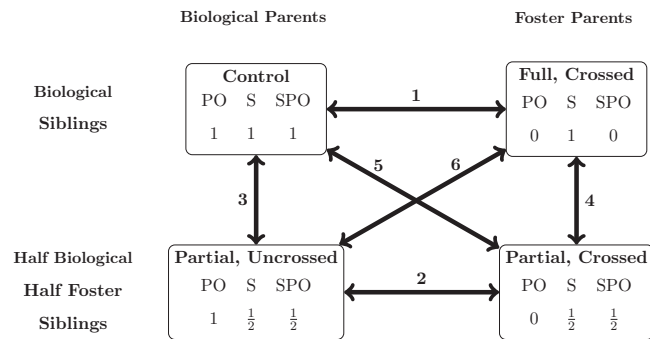 Biological Parents Foster Parents
Control Full, Crossed
Biological PO S SPO PO S SPO
Siblings 1 1 1 0 1 0
1
5 6
3 4
Half Biological Partial, Uncrossed Partial, Crossed
Half Foster PO S SPO PO S SPO
2
Siblings 1 1/2 1/2 0 1/2 1/2